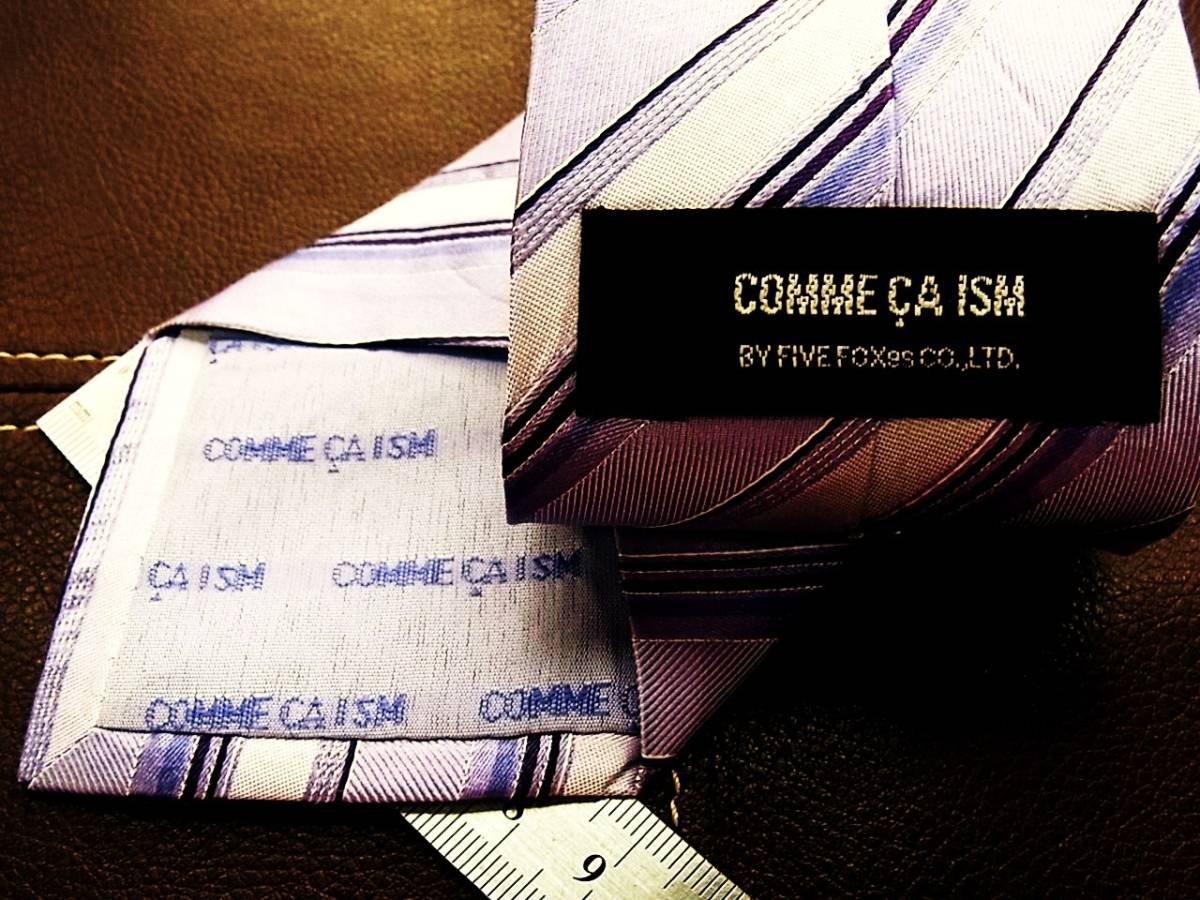 COMME ÇA ISM
BY FIVE FOXes CO.,LTD.
COMME ÇA ISM
ÇA ISM COMME ÇA ISM
COMME ÇA ISM COMME
9